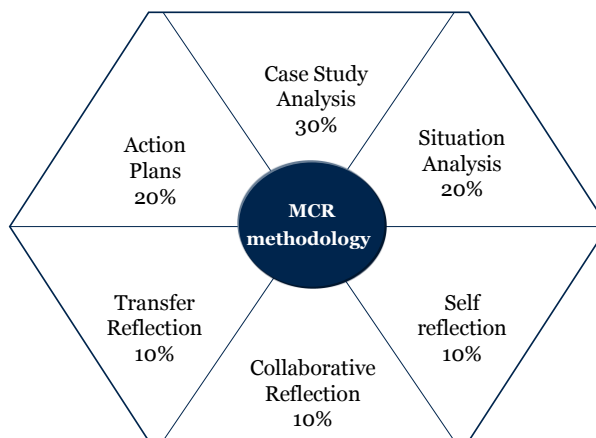 Case Study
Analysis
30%
Situation
Analysis
20%
Action
Plans
20%
MCR
methodology
Transfer
Reflection
10%
Self
reflection
10%
Collaborative
Reflection
10%